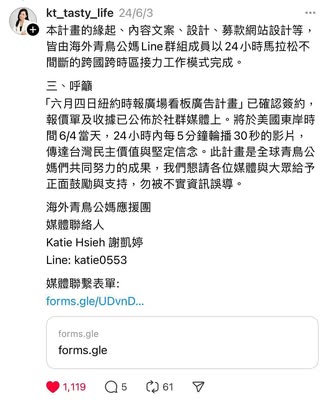 kt_tasty_life 24/6/3
本計畫的緣起、內容文案、設計、募款網站設計等，
皆由海外青鳥公媽Line群組成員以24小時馬拉松不
間斷的跨國跨時區接力工作模式完成。
三、呼籲
「六月四日紐約時報廣場看板廣告計畫」已確認簽約，
報價單及收據已公佈於社群媒體上。將於美國東岸時
間6/4當天，24小時內每5分鐘輪播30秒的影片，
傳達台灣民主價值與堅定信念。此計畫是全球青鳥公
媽們共同努力的成果，我們懇請各位媒體與大眾給予
正面鼓勵與支持，勿被不實資訊誤導。
海外青鳥公媽應援團
媒體聯絡人
Katie Hsieh 謝凱婷
Line: katie0553
媒體聯繫表單:
forms.gle/UDvnD...
forms.gle
forms.gle
1,119 5 61